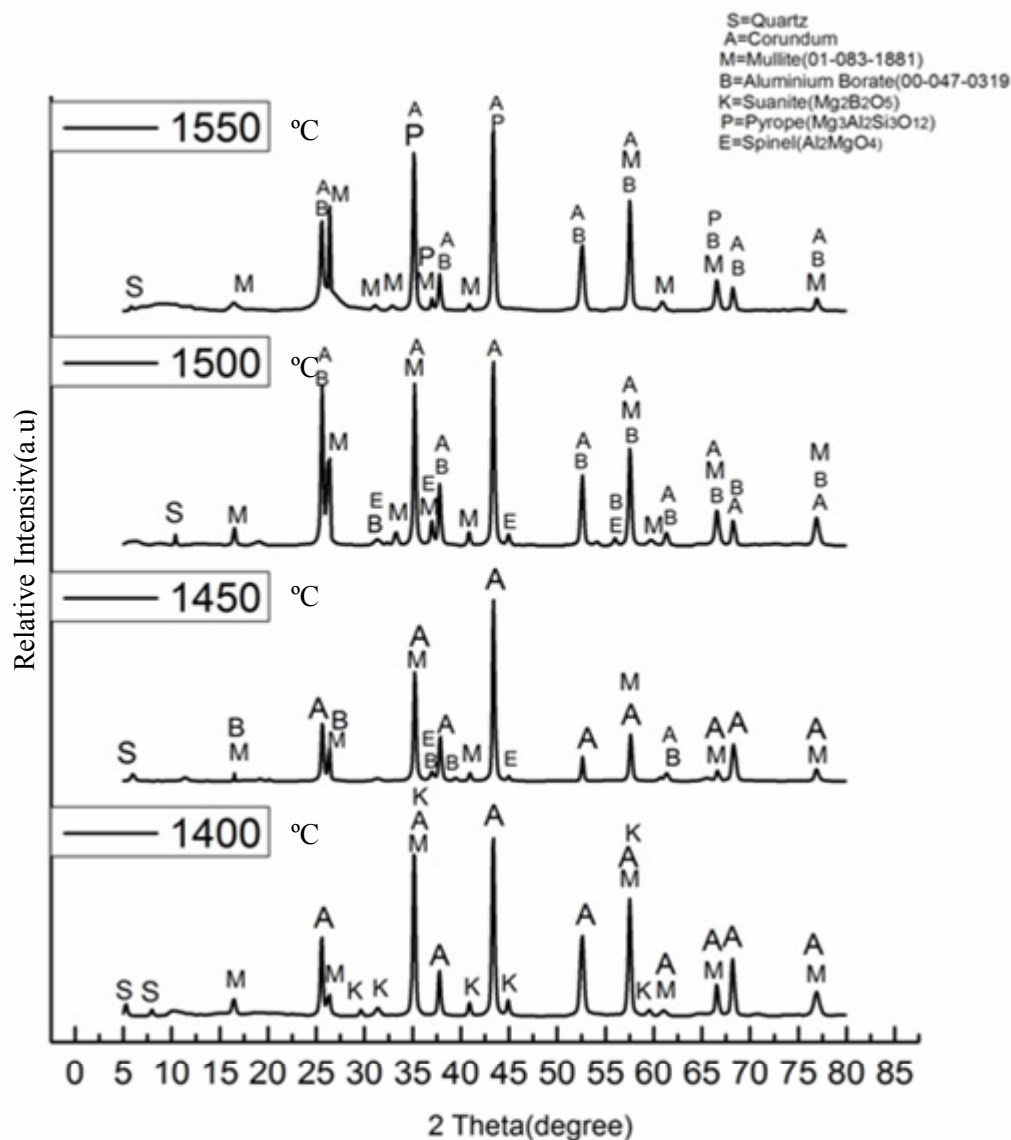 S=Quartz
A=Corundum
M=Mullite(01-083-1881)
B=Aluminium Borate(00-047-0319
K=Suanite(Mg2B2O5)
P=Pyrope(Mg3Al2Si3O12)
E=Spinel(Al2MgO4)
Relative Intensity(a.u)
1550 ºC
S
M
A
B
M
M
M
A
P
P
M
A
B
M
A
P
A
B
A
M
B
M
P
B
M
A
B
A
B
M
1500 ºC
S
M
A
B
M
E
B
M
A
M
E
M
A
B
M
A
E
A
B
B
E
A
M
B
M
A
B
A
M
B
B
A
M
B
A
1450 ºC
S
B
M
A
B
M
A
M
E
B
A
B
M
A
E
A
M
A
A
B
A
M
A
A
M
1400 ºC
S
S
M
A
M
K
K
K
A
M
A
K
A
K
A
K
A
M
K
A
M
A
M
A
A
M
0 5 10 15 20 25 30 35 40 45 50 55 60 65 70 75 80 85
2 Theta(degree)